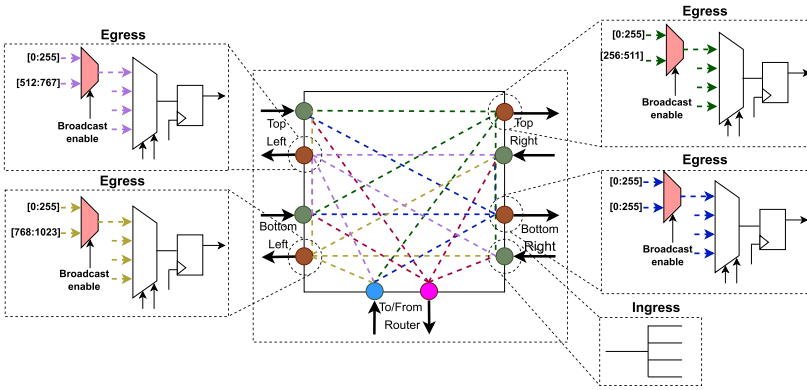 Egress
[0:255]
[512:767]
Broadcast
enable
Egress
[0:255]
[768:1023]
Broadcast
enable
Top
Left
Bottom
Left
To/From
Router
Top
Right
Bottom
Right
Egress
[0:255]
[256:511]
Broadcast
enable
Egress
[0:255]
[0:255]
Broadcast
enable
Ingress